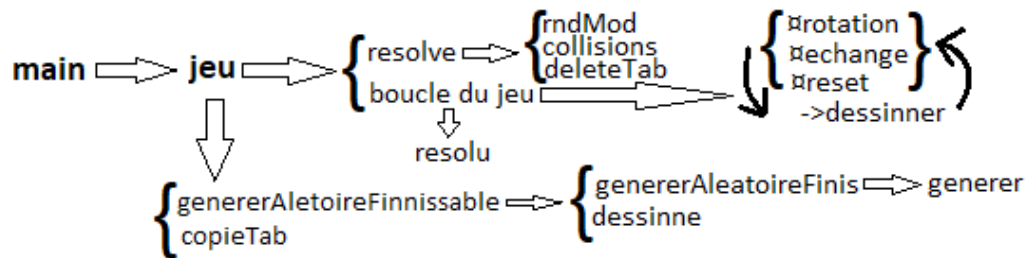 main
jeu
resolve
rndMod
collisions
deleteTab
boucle du jeu
¤rotation
¤echange
¤reset
->dessinner
resolu
genererAletoireFinnissable
copieTab
genererAleatoireFinis
dessinne
generer